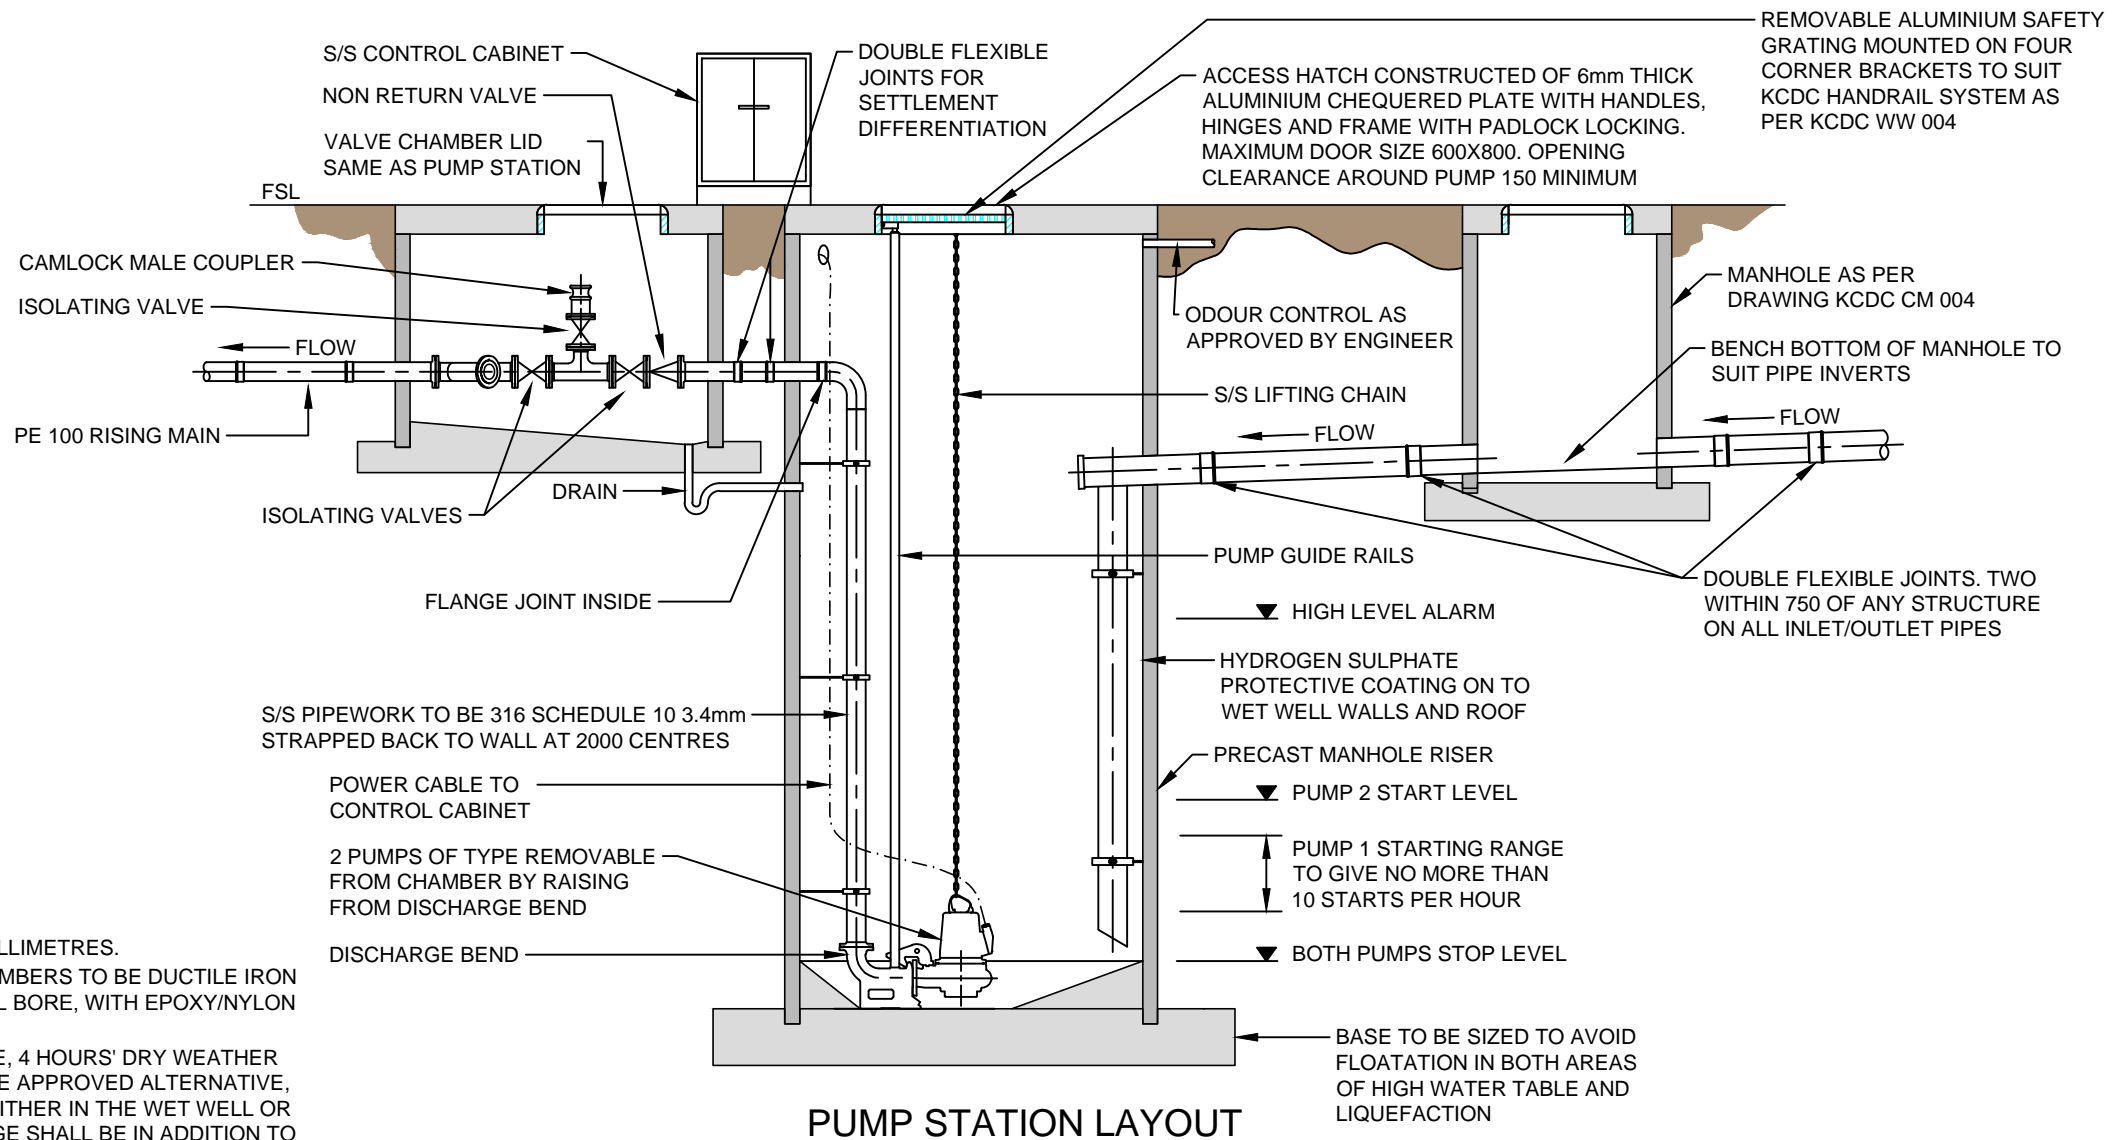 S/S CONTROL CABINET
NON RETURN VALVE
VALVE CHAMBER LID
SAME AS PUMP STATION
FSL
DOUBLE FLEXIBLE
JOINTS FOR
SETTLEMENT
DIFFERENTIATION
ACCESS HATCH CONSTRUCTED OF 6mm THICK
ALUMINIUM CHEQUERED PLATE WITH HANDLES,
HINGES AND FRAME WITH PADLOCK LOCKING.
MAXIMUM DOOR SIZE 600X800. OPENING
CLEARANCE AROUND PUMP 150 MINIMUM
REMOVABLE ALUMINIUM SAFETY
GRATING MOUNTED ON FOUR
CORNER BRACKETS TO SUIT
KCDC HANDRAIL SYSTEM AS
PER KCDC WW 004
CAMLOCK MALE COUPLER
ISOLATING VALVE
FLOW
PE 100 RISING MAIN
DRAIN
ISOLATING VALVES
FLANGE JOINT INSIDE
ODOUR CONTROL AS
APPROVED BY ENGINEER
MANHOLE AS PER
DRAWING KCDC CM 004
BENCH BOTTOM OF MANHOLE TO
SUIT PIPE INVERTS
S/S LIFTING CHAIN
FLOW
FLOW
PUMP GUIDE RAILS
DOUBLE FLEXIBLE JOINTS. TWO
WITHIN 750 OF ANY STRUCTURE
ON ALL INLET/OUTLET PIPES
HIGH LEVEL ALARM
HYDROGEN SULPHATE
PROTECTIVE COATING ON TO
WET WELL WALLS AND ROOF
S/S PIPEWORK TO BE 316 SCHEDULE 10 3.4mm
STRAPPED BACK TO WALL AT 2000 CENTRES
PRECAST MANHOLE RISER
POWER CABLE TO
CONTROL CABINET
PUMP 2 START LEVEL
2 PUMPS OF TYPE REMOVABLE
FROM CHAMBER BY RAISING
FROM DISCHARGE BEND
PUMP 1 STARTING RANGE
TO GIVE NO MORE THAN
10 STARTS PER HOUR
DISCHARGE BEND
BOTH PUMPS STOP LEVEL
LLIMETRES.
MBERS TO BE DUCTILE IRON
L BORE, WITH EPOXY/NYLON
E, 4 HOURS' DRY WEATHER
E APPROVED ALTERNATIVE,
ITHER IN THE WET WELL OR
GE SHALL BE IN ADDITION TO
BASE TO BE SIZED TO AVOID
FLOATATION IN BOTH AREAS
OF HIGH WATER TABLE AND
LIQUEFACTION
PUMP STATION LAYOUT